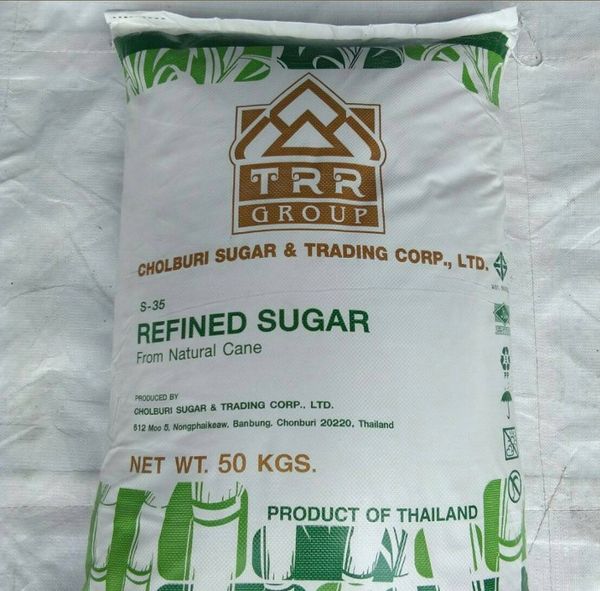 TRR
GROUP
CHOLBURI SUGAR & TRADING CORP., LTD.
S-35
REFINED SUGAR
From Natural Cane
PRODUCED BY
CHOLBURI SUGAR & TRADING CORP., LTD.
612 Moo 5, Nongphaikeaw, Banbung, Chonburi 20220, Thailand
NET WT. 50 KGS.
PRODUCT OF THAILAND
PP